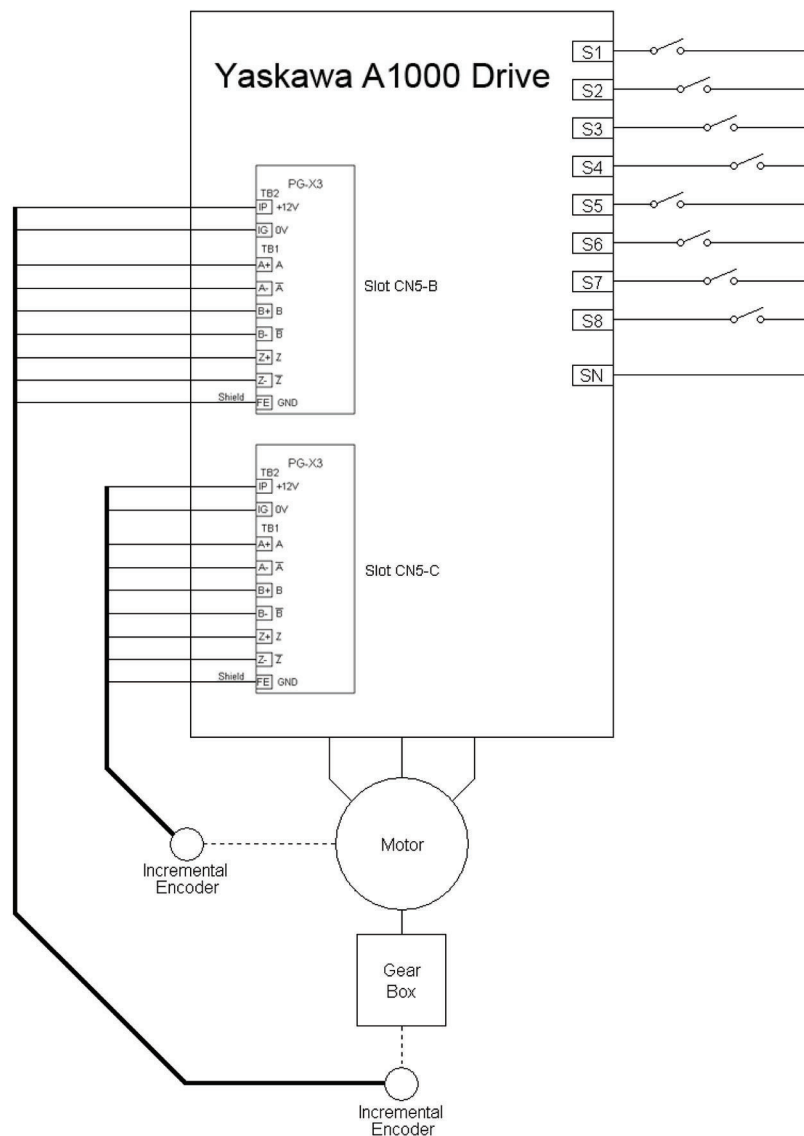 Yaskawa A1000 Drive
S1
S2
S3
S4
S5
S6
S7
S8
SN
PG-X3
TB2
IP +12V
IG 0V
TB1
A+ A
A- A̅
B+ B
B- B̅
Z+ Z
Z- Z̅
Shield FE GND
Slot CN5-B
PG-X3
TB2
IP +12V
IG 0V
TB1
A+ A
A- A̅
B+ B
B- B̅
Z+ Z
Z- Z̅
Shield FE GND
Slot CN5-C
Motor
Incremental
Encoder
Gear
Box
Incremental
Encoder